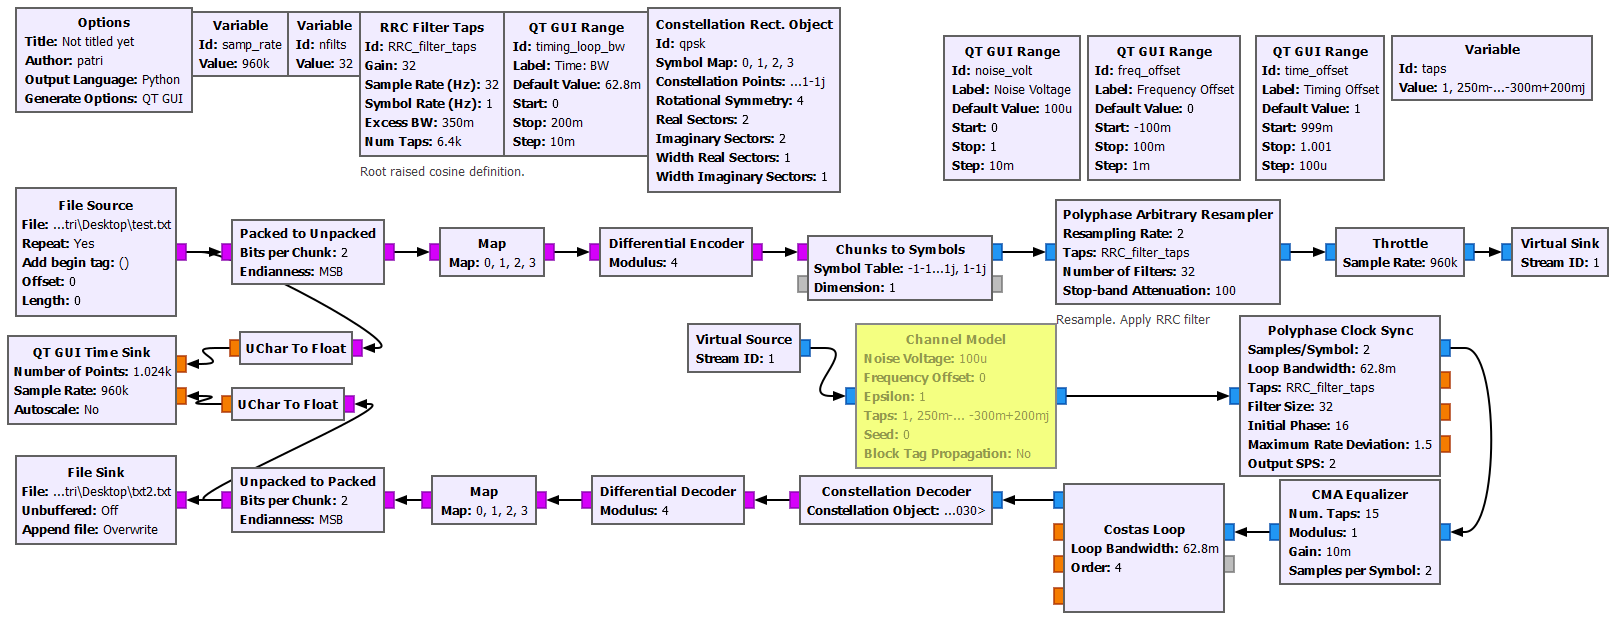 Options
Title: Not titled yet
Author: patri
Output Language: Python
Generate Options: QT GUI
Variable
Id: samp_rate
Value: 960k
Variable
Id: nfilts
Value: 32
RRC Filter Taps
Id: RRC_filter_taps
Gain: 32
Sample Rate (Hz): 32
Symbol Rate (Hz): 1
Excess BW: 350m
Num Taps: 6.4k
Root raised cosine definition.
QT GUI Range
Id: timing_loop_bw
Label: Time: BW
Default Value: 62.8m
Start: 0
Stop: 200m
Step: 10m
Constellation Rect. Object
Id: qpsk
Symbol Map: 0, 1, 2, 3
Constellation Points: ...1-1j
Rotational Symmetry: 4
Real Sectors: 2
Imaginary Sectors: 2
Width Real Sectors: 1
Width Imaginary Sectors: 1
QT GUI Range
Id: noise_volt
Label: Noise Voltage
Default Value: 100u
Start: 0
Stop: 1
Step: 10m
QT GUI Range
Id: freq_offset
Label: Frequency Offset
Default Value: 0
Start: -100m
Stop: 100m
Step: 1m
QT GUI Range
Id: time_offset
Label: Timing Offset
Default Value: 1
Start: 999m
Stop: 1.001
Step: 100u
Variable
Id: taps
Value: 1, 250m-...-300m+200mj
File Source
File: ...tri\Desktop\test.txt
Repeat: Yes
Add begin tag: ()
Offset: 0
Length: 0
Packed to Unpacked
Bits per Chunk: 2
Endianness: MSB
Map
Map: 0, 1, 2, 3
Differential Encoder
Modulus: 4
Chunks to Symbols
Symbol Table: -1-1...1j, 1-1j
Dimension: 1
Polyphase Arbitrary Resampler
Resampling Rate: 2
Taps: RRC_filter_taps
Number of Filters: 32
Stop-band Attenuation: 100
Resample. Apply RRC filter
Throttle
Sample Rate: 960k
Virtual Sink
Stream ID: 1
QT GUI Time Sink
Number of Points: 1.024k
Sample Rate: 960k
Autoscale: No
UChar To Float
UChar To Float
Virtual Source
Stream ID: 1
Channel Model
Noise Voltage: 100u
Frequency Offset: 0
Epsilon: 1
Taps: 1, 250m-... -300m+200mj
Seed: 0
Block Tag Propagation: No
Polyphase Clock Sync
Samples/Symbol: 2
Loop Bandwidth: 62.8m
Taps: RRC_filter_taps
Filter Size: 32
Initial Phase: 16
Maximum Rate Deviation: 1.5
Output SPS: 2
File Sink
File: ...tri\Desktop\txt2.txt
Unbuffered: Off
Append file: Overwrite
Unpacked to Packed
Bits per Chunk: 2
Endianness: MSB
Map
Map: 0, 1, 2, 3
Differential Decoder
Modulus: 4
Constellation Decoder
Constellation Object: ...030>
Costas Loop
Loop Bandwidth: 62.8m
Order: 4
CMA Equalizer
Num. Taps: 15
Modulus: 1
Gain: 10m
Samples per Symbol: 2